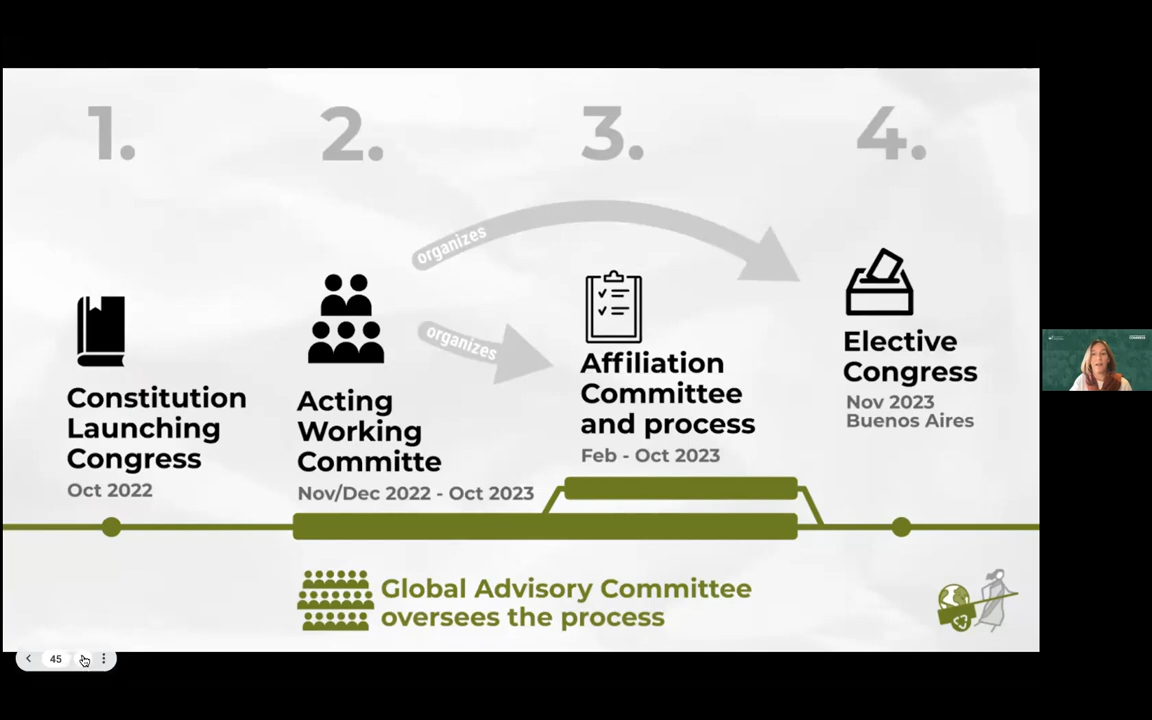 1.
2.
3.
4.
organizes
organizes
Constitution
Launching
Congress
Oct 2022
Acting
Working
Committe
Nov/Dec 2022 - Oct 2023
Affiliation
Committee
and process
Feb - Oct 2023
Elective
Congress
Nov 2023
Buenos Aires
Global Advisory Committee
oversees the process
45